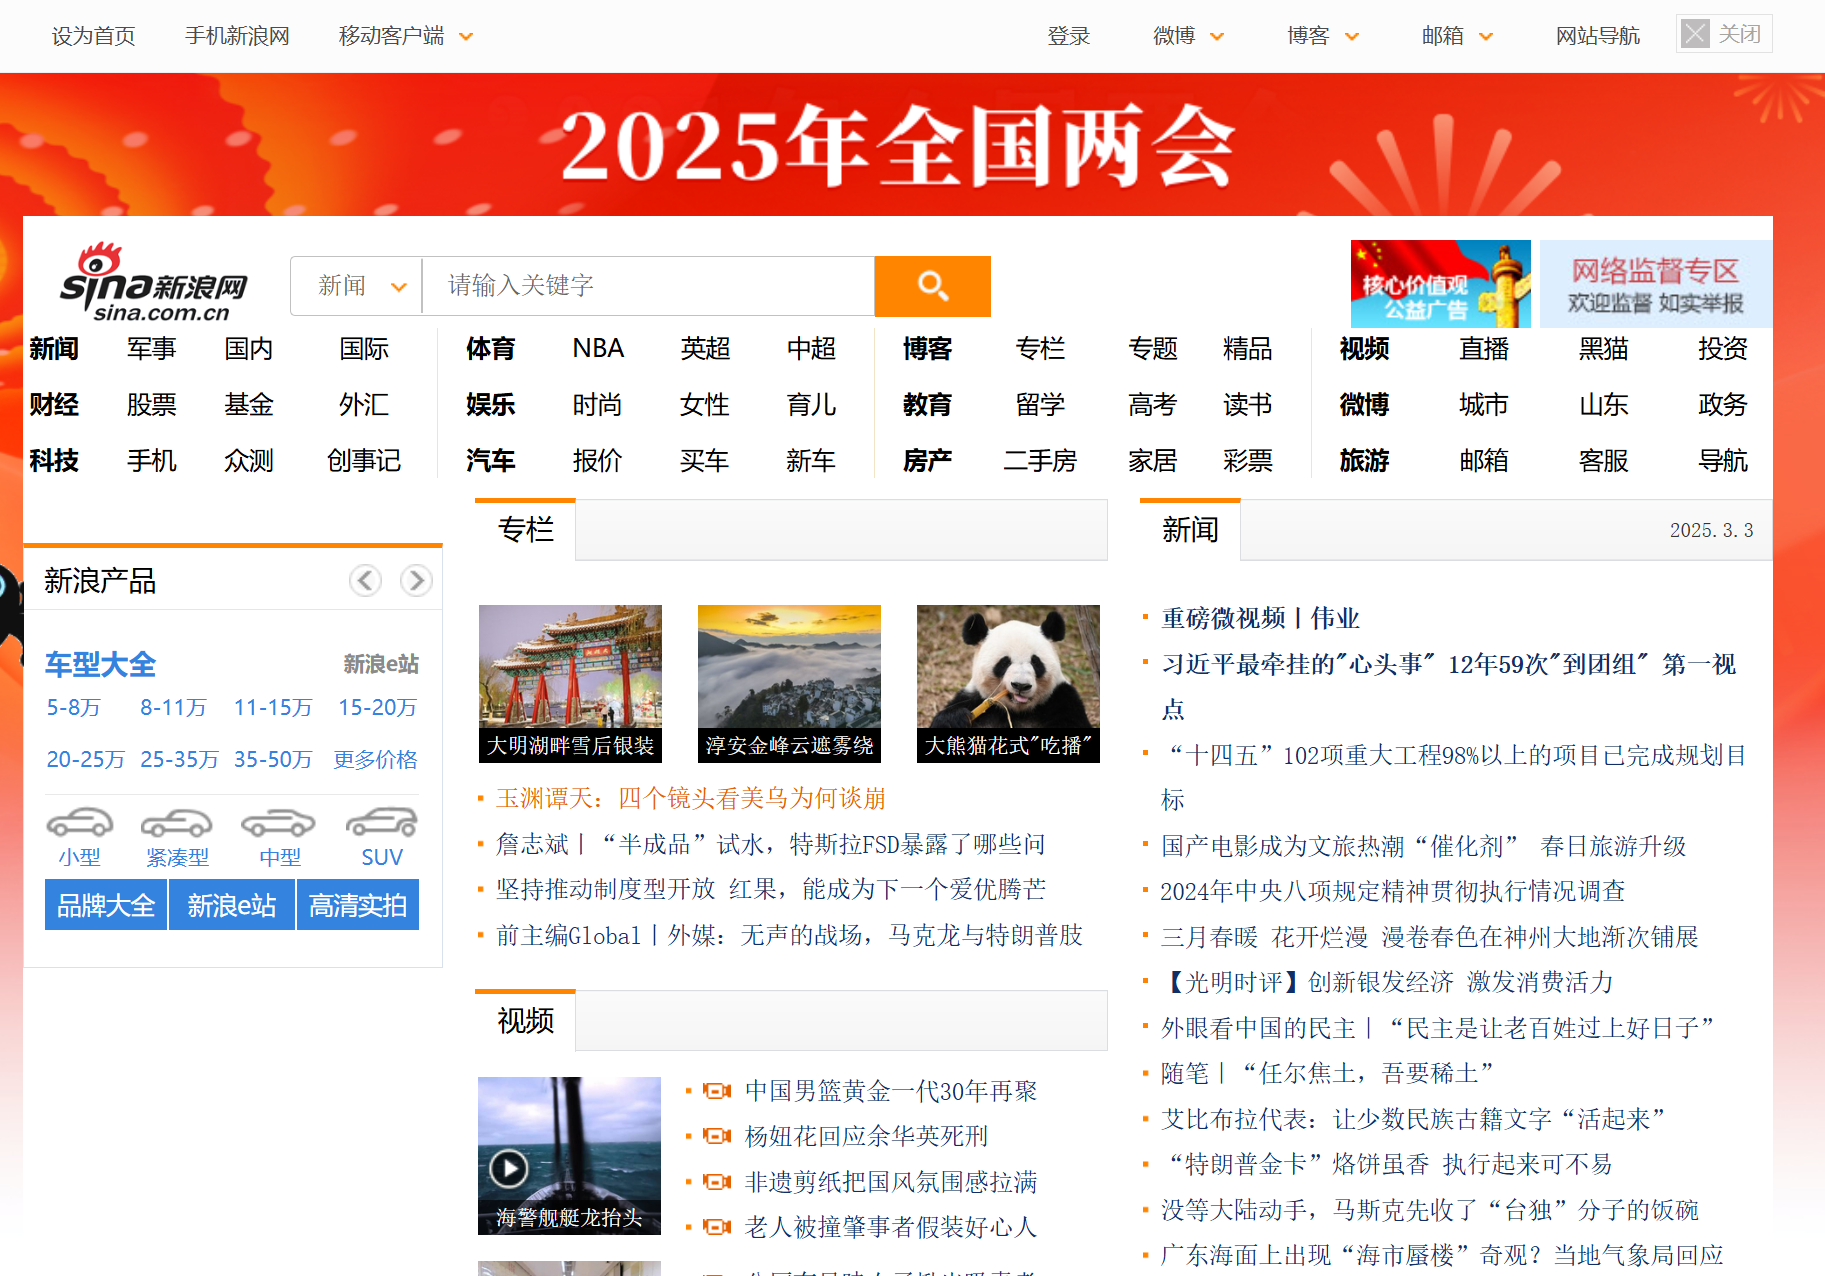 设为首页 手机新浪网 移动客户端 登录 微博 博客 邮箱 网站导航 关闭
2025年全国两会
sina新浪网
sina.com.cn
新闻 请输入关键字
核心价值观
公益广告
网络监督专区
欢迎监督 如实举报
新闻 军事 国内 国际 体育 NBA 英超 中超 博客 专栏 专题 精品 视频 直播 黑猫 投资
财经 股票 基金 外汇 娱乐 时尚 女性 育儿 教育 留学 高考 读书 微博 城市 山东 政务
科技 手机 众测 创事记 汽车 报价 买车 新车 房产 二手房 家居 彩票 旅游 邮箱 客服 导航
新浪产品
车型大全 新浪e站
5-8万 8-11万 11-15万 15-20万
20-25万 25-35万 35-50万 更多价格
小型 紧凑型 中型 SUV
品牌大全 新浪e站 高清实拍
专栏
大明湖畔雪后银装
淳安金峰云遮雾绕
大熊猫花式"吃播"
玉渊谭天：四个镜头看美乌为何谈崩
詹志斌丨“半成品”试水，特斯拉FSD暴露了哪些问
坚持推动制度型开放 红果，能成为下一个爱优腾芒
前主编Global丨外媒：无声的战场，马克龙与特朗普肢
视频
海警舰艇龙抬头
中国男篮黄金一代30年再聚
杨妞花回应余华英死刑
非遗剪纸把国风氛围感拉满
老人被撞肇事者假装好心人
新闻 2025.3.3
重磅微视频丨伟业
习近平最牵挂的"心头事" 12年59次"到团组" 第一视
点
“十四五”102项重大工程98%以上的项目已完成规划目
标
国产电影成为文旅热潮“催化剂” 春日旅游升级
2024年中央八项规定精神贯彻执行情况调查
三月春暖 花开烂漫 漫卷春色在神州大地渐次铺展
【光明时评】创新银发经济 激发消费活力
外眼看中国的民主丨“民主是让老百姓过上好日子”
随笔丨“任尔焦土，吾要稀土”
艾比布拉代表：让少数民族古籍文字“活起来”
“特朗普金卡”烙饼虽香 执行起来可不易
没等大陆动手，马斯克先收了“台独”分子的饭碗
广东海面上出现“海市蜃楼”奇观？当地气象局回应